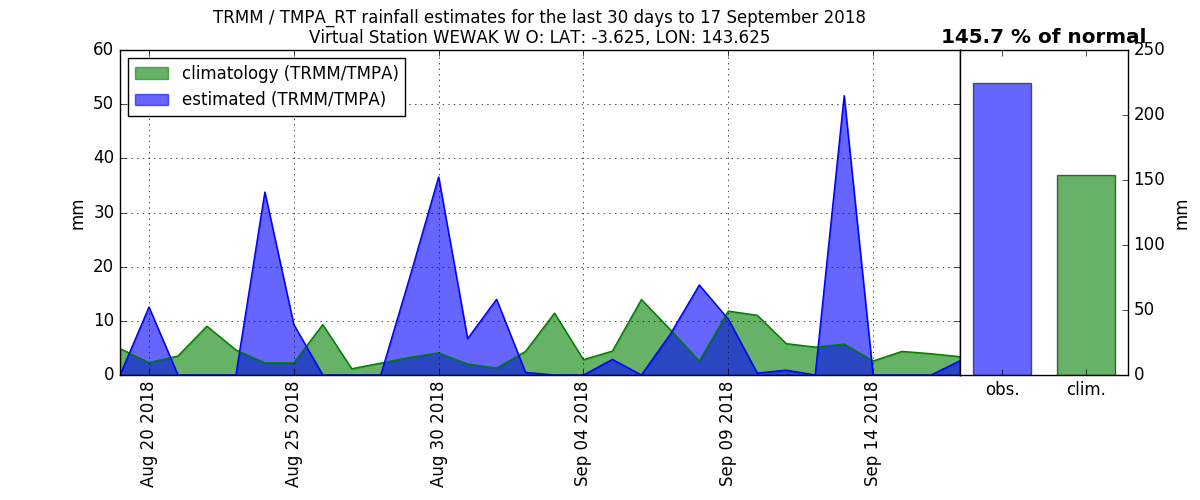 TRMM / TMPA_RT rainfall estimates for the last 30 days to 17 September 2018
Virtual Station WEWAK W O: LAT: -3.625, LON: 143.625
145.7 % of normal
climatology (TRMM/TMPA)
estimated (TRMM/TMPA)
mm
60
50
40
30
20
10
0
Aug 20 2018
Aug 25 2018
Aug 30 2018
Sep 04 2018
Sep 09 2018
Sep 14 2018
250
200
150
100
50
0
mm
obs.
clim.